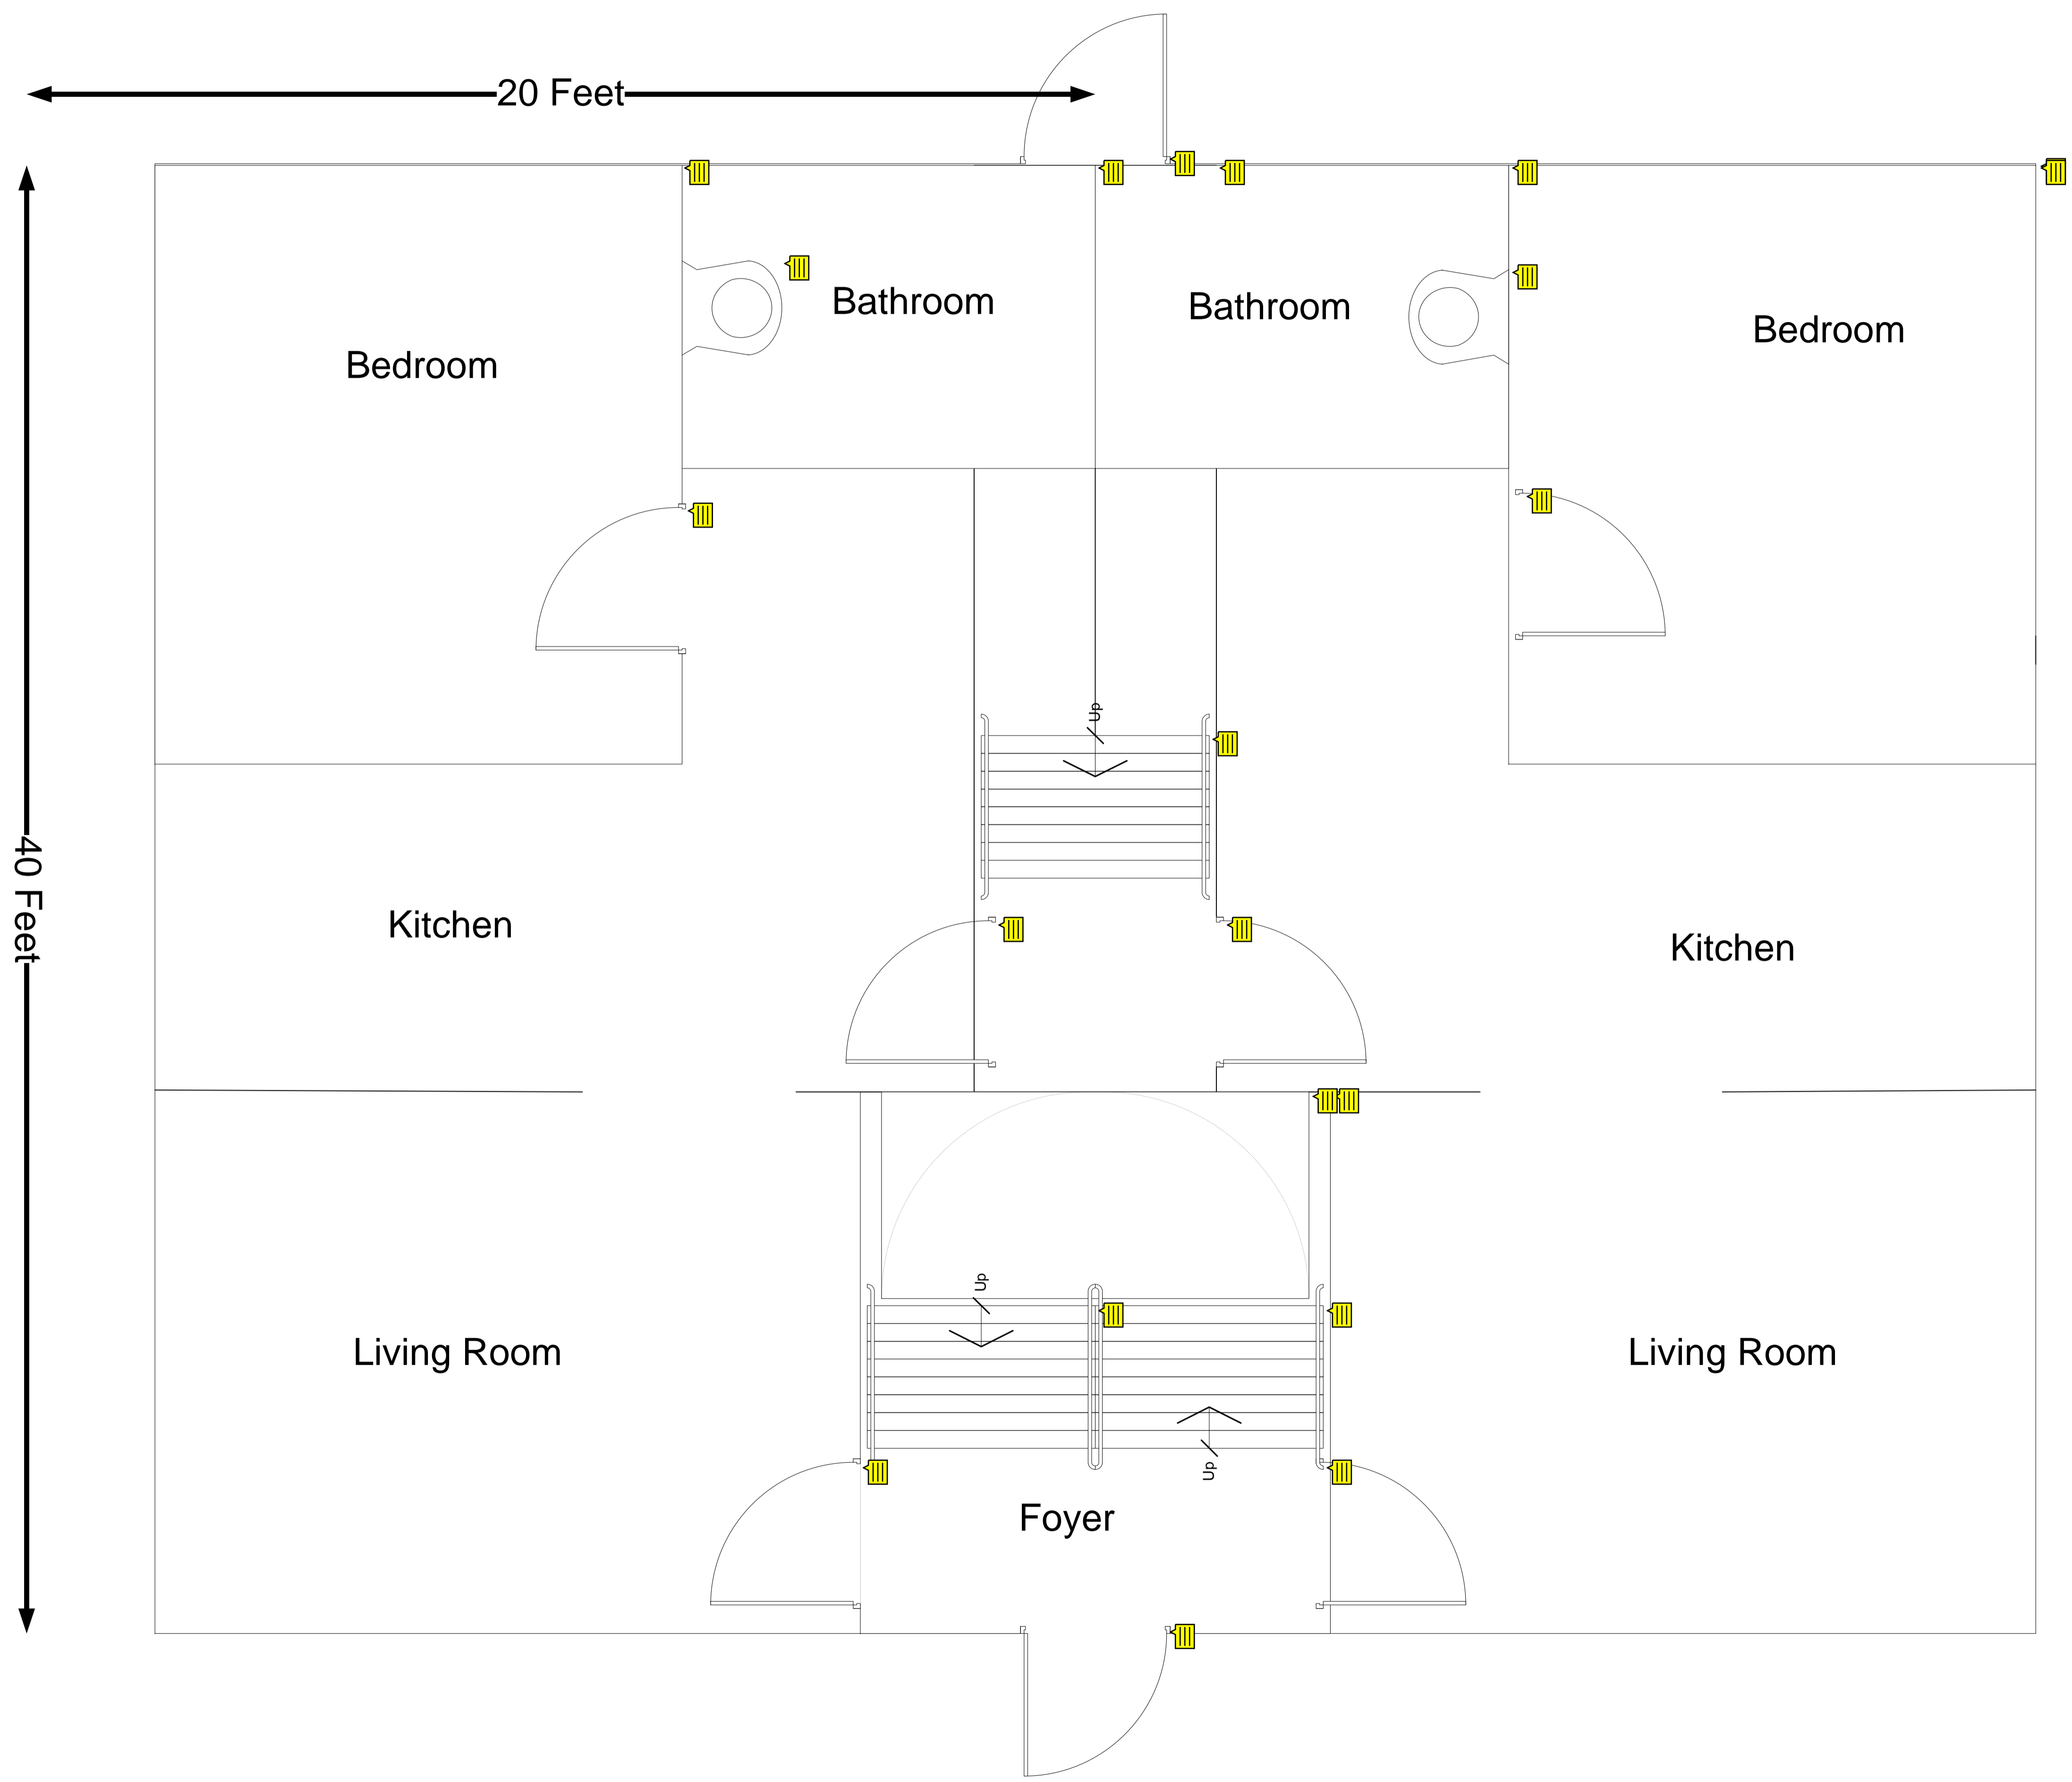 20 Feet
Bathroom
Bathroom
Bedroom
Bedroom
Up
40 Feet
Kitchen
Kitchen
Up
Living Room
Living Room
Up
Foyer